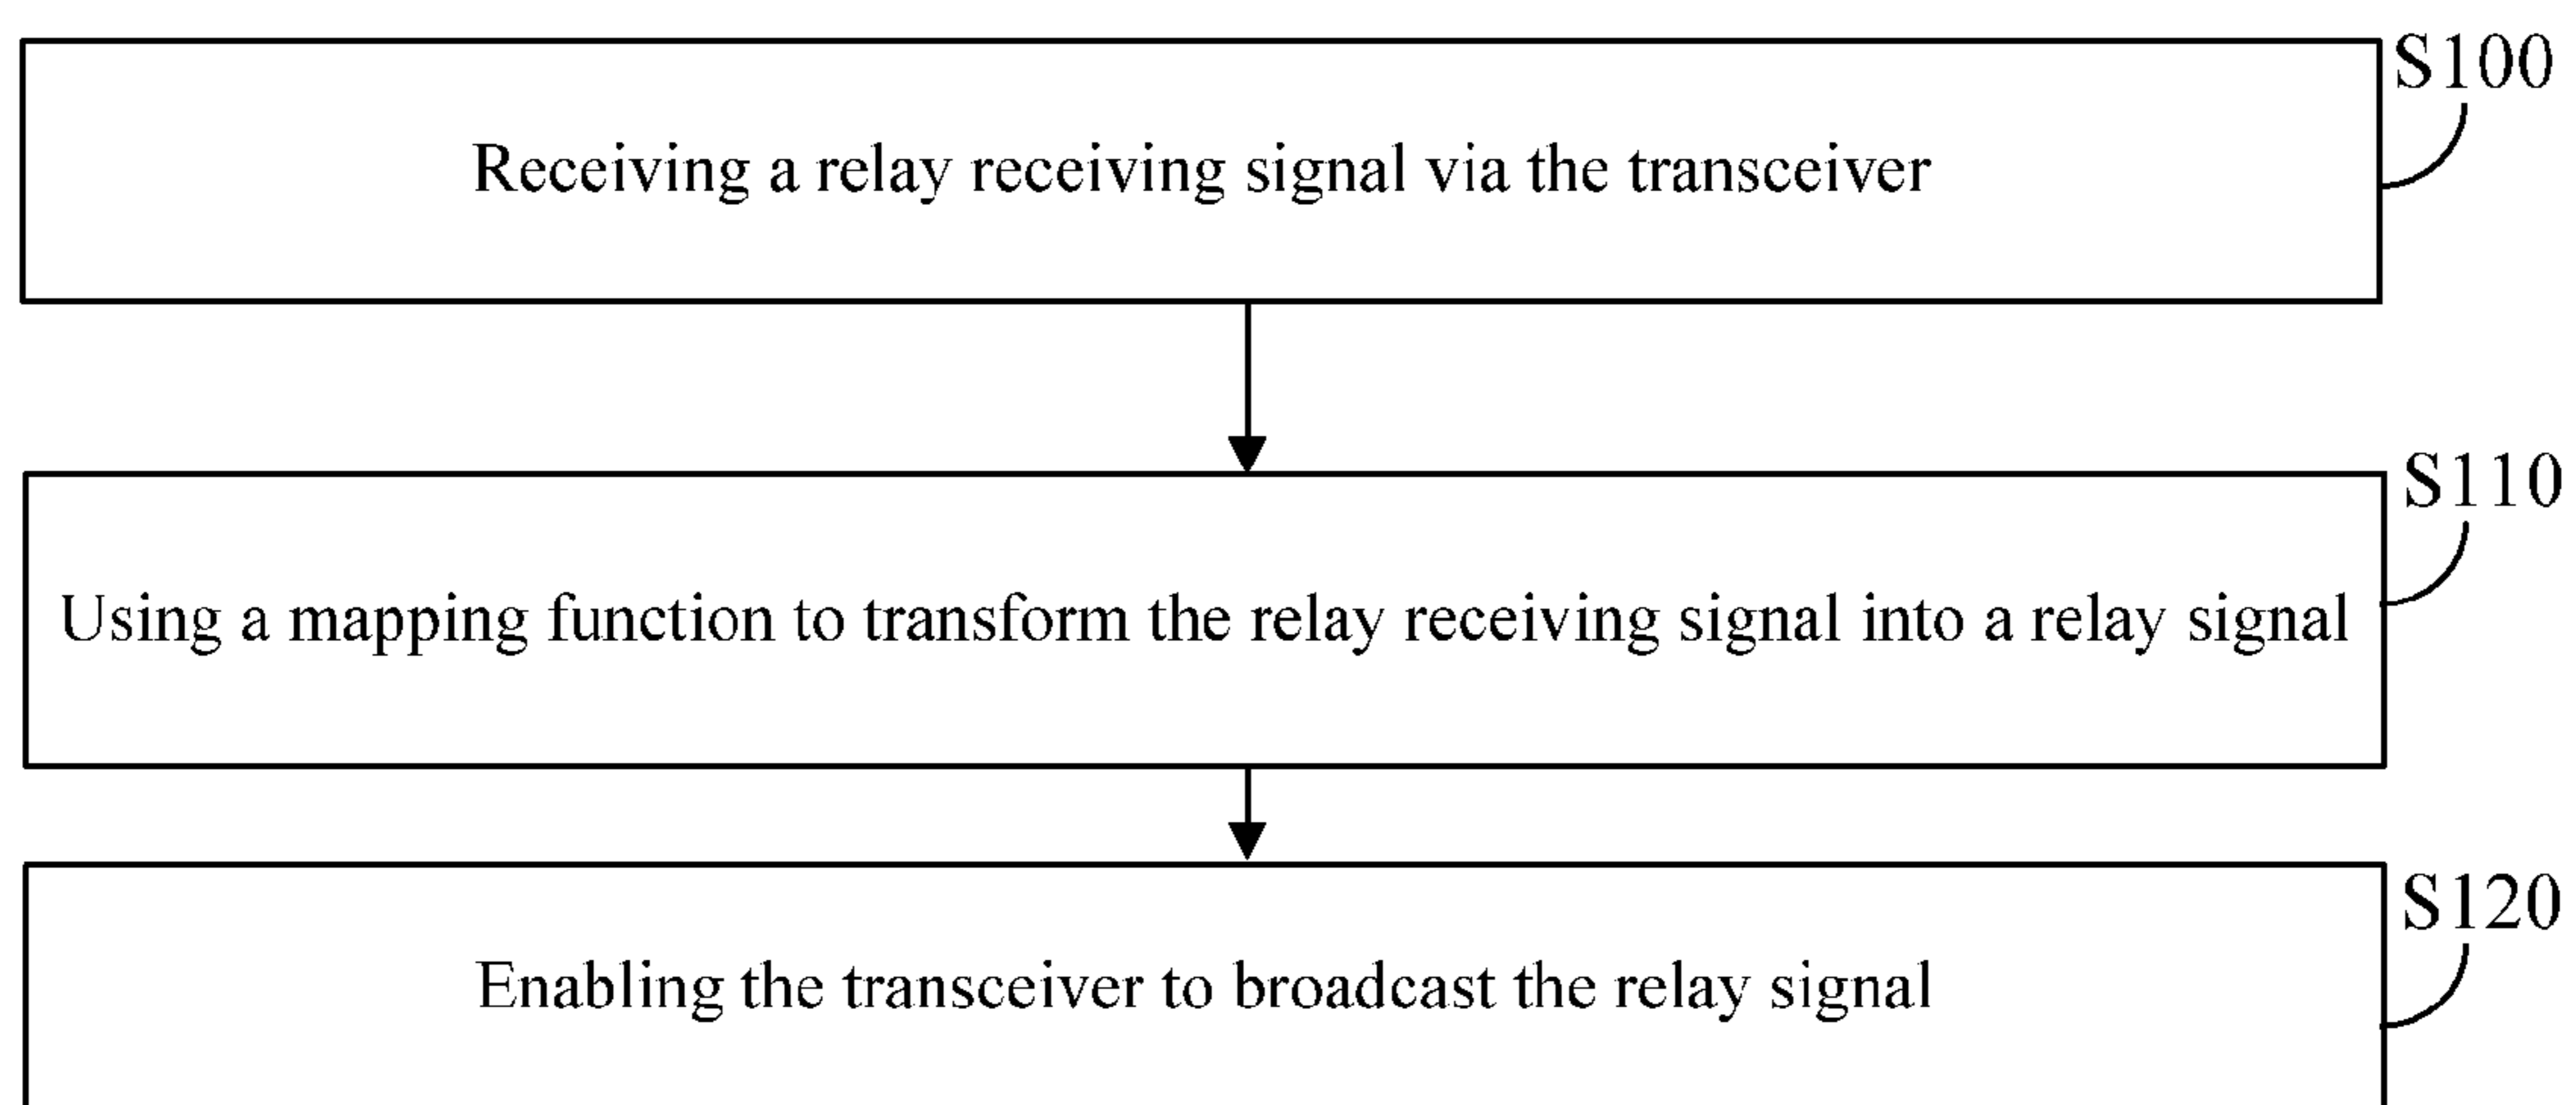 S100
Receiving a relay receiving signal via the transceiver
S110
Using a mapping function to transform the relay receiving signal into a relay signal
S120
Enabling the transceiver to broadcast the relay signal